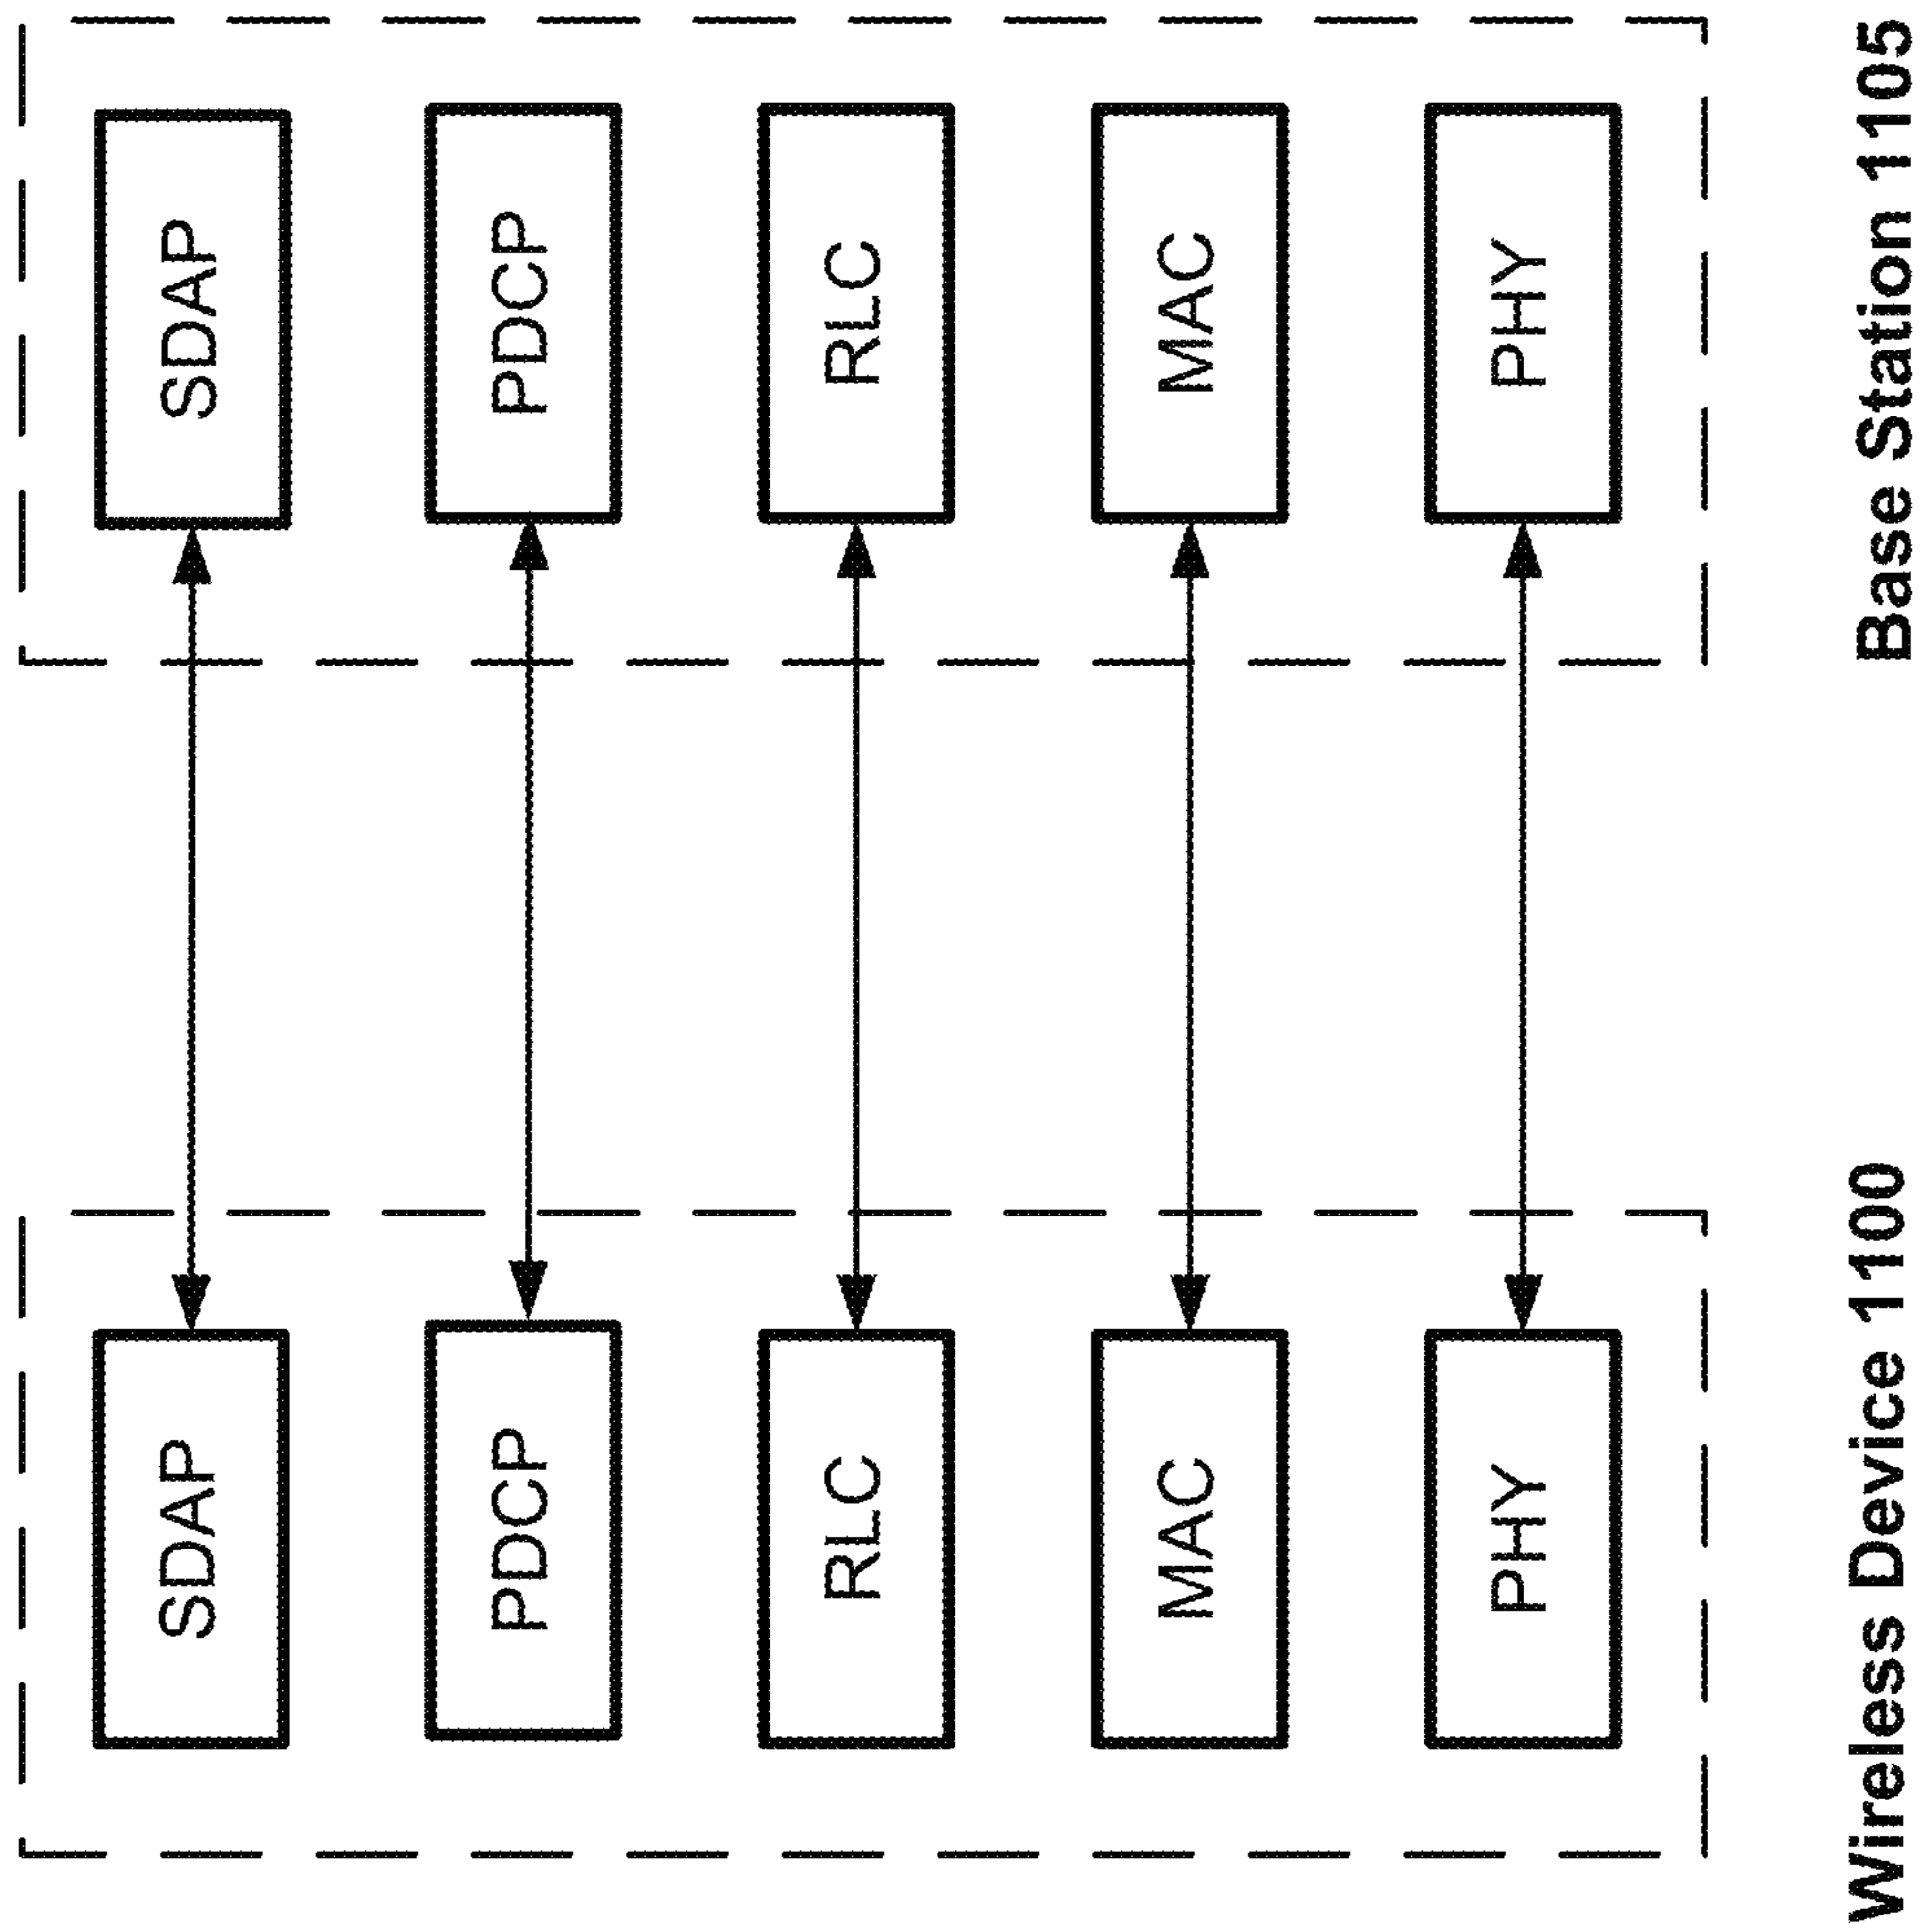 SDAP
SDAP
PDCP
PDCP
RLC
RLC
MAC
MAC
PHY
PHY
Wireless Device 1100
Base Station 1105